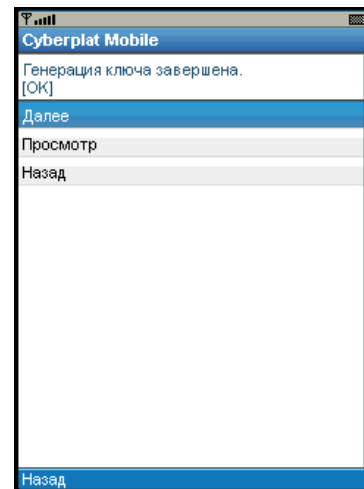 Cyberplat Mobile
Генерация ключа завершена.
[OK]
Далее
Просмотр
Назад
Назад